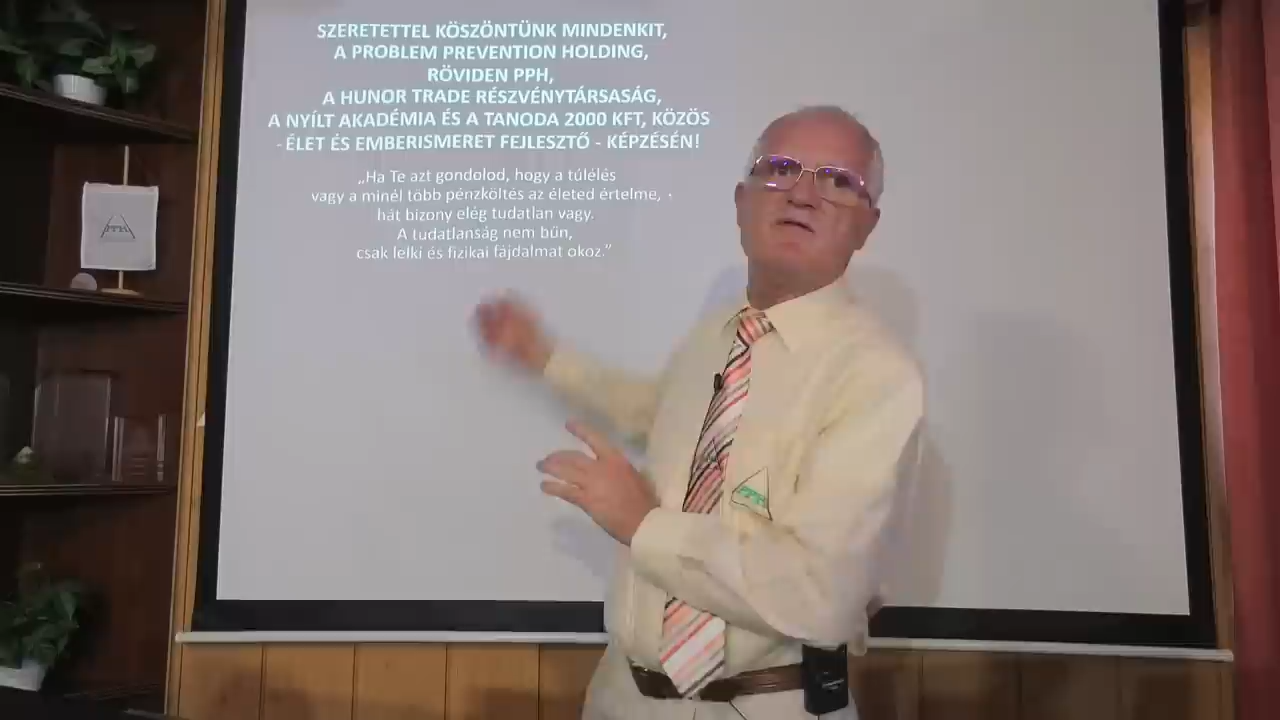 SZERETETTEL KÖSZÖNTÜNK MINDENKIT,
A PROBLEM PREVENTION HOLDING,
RÖVIDEN PPH,
A HUNOR TRADE RÉSZVÉNYTÁRSASÁG,
A NYÍLT AKADÉMIA ÉS A TANODA 2000 KFT, KÖZÖS
- ÉLET ÉS EMBERISMERET FEJLESZTŐ - KÉPZÉSÉN!
„Ha Te azt gondolod, hogy a túlélés
vagy a minél több pénzköltés az életed értelme,
hát bizony elég tudatlan vagy.
A tudatlanság nem bűn,
csak lelki és fizikai fájdalmat okoz.”
PPH
PPH